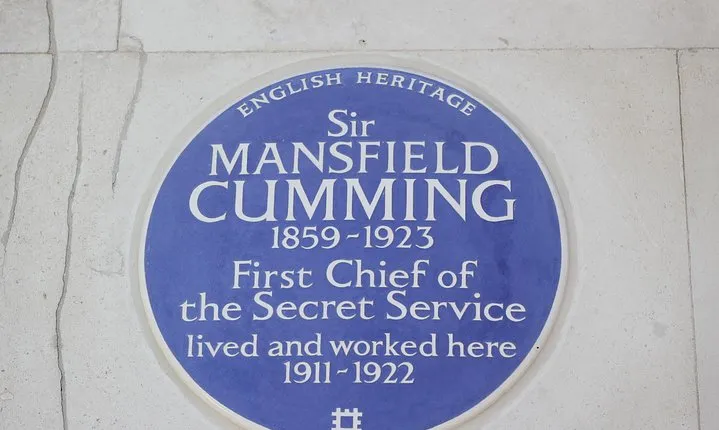 ENGLISH HERITAGE
Sir
MANSFIELD
CUMMING
1859-1923
First Chief of
the Secret Service
lived and worked here
1911-1922